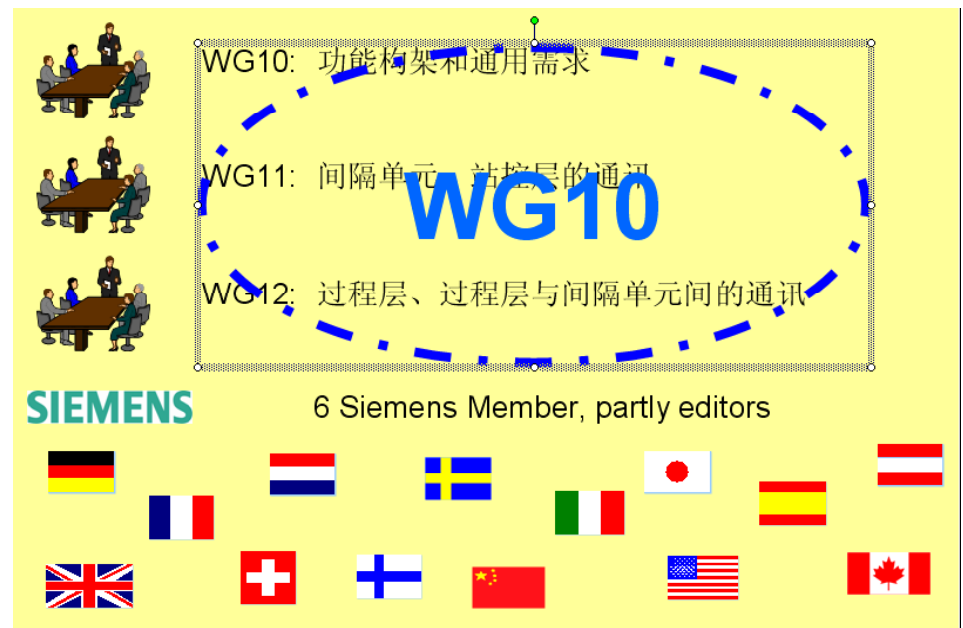 WG10: 功能构架和通用需求
WG11: 间隔单元、站控层的通讯
WG10
WG12: 过程层、过程层与间隔单元间的通讯
SIEMENS
6 Siemens Member, partly editors